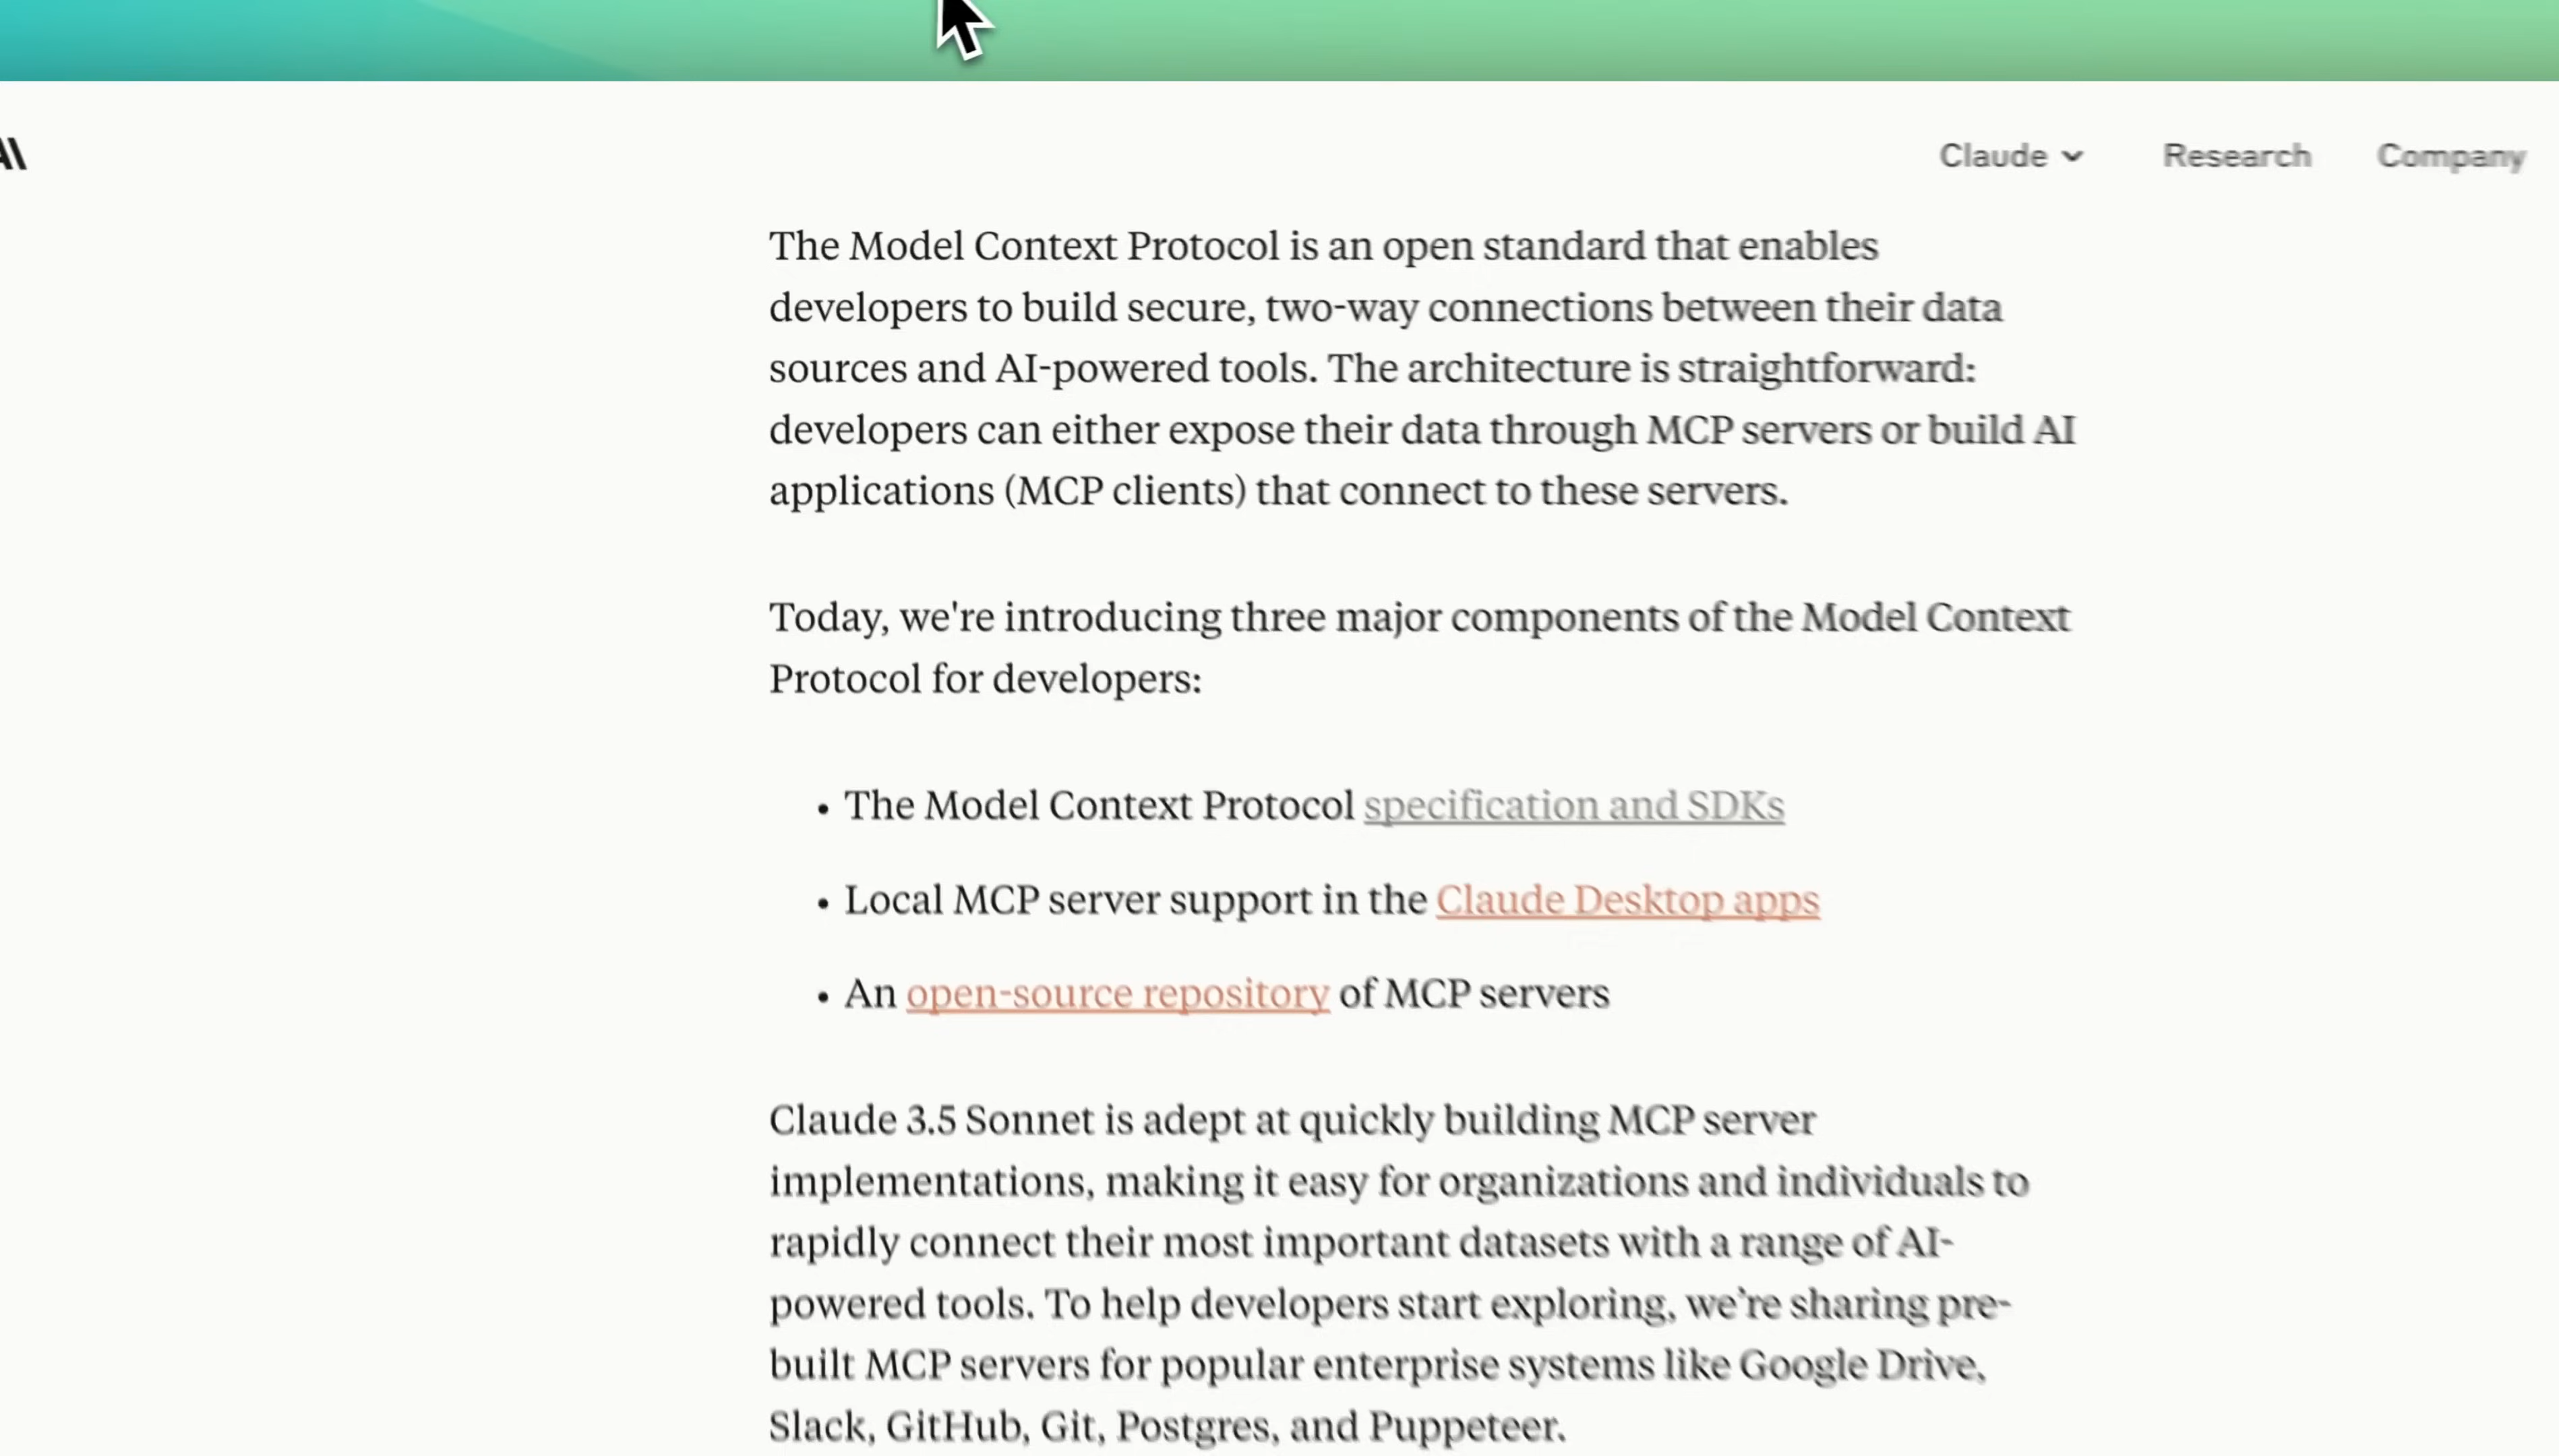 Claude
Research
Company
The Model Context Protocol is an open standard that enables
developers to build secure, two-way connections between their data
sources and AI-powered tools. The architecture is straightforward:
developers can either expose their data through MCP servers or build AI
applications (MCP clients) that connect to these servers.
Today, we're introducing three major components of the Model Context
Protocol for developers:
• The Model Context Protocol specification and SDKs
• Local MCP server support in the Claude Desktop apps
• An open-source repository of MCP servers
Claude 3.5 Sonnet is adept at quickly building MCP server
implementations, making it easy for organizations and individuals to
rapidly connect their most important datasets with a range of AI-
powered tools. To help developers start exploring, we’re sharing pre-
built MCP servers for popular enterprise systems like Google Drive,
Slack, GitHub, Git, Postgres, and Puppeteer.